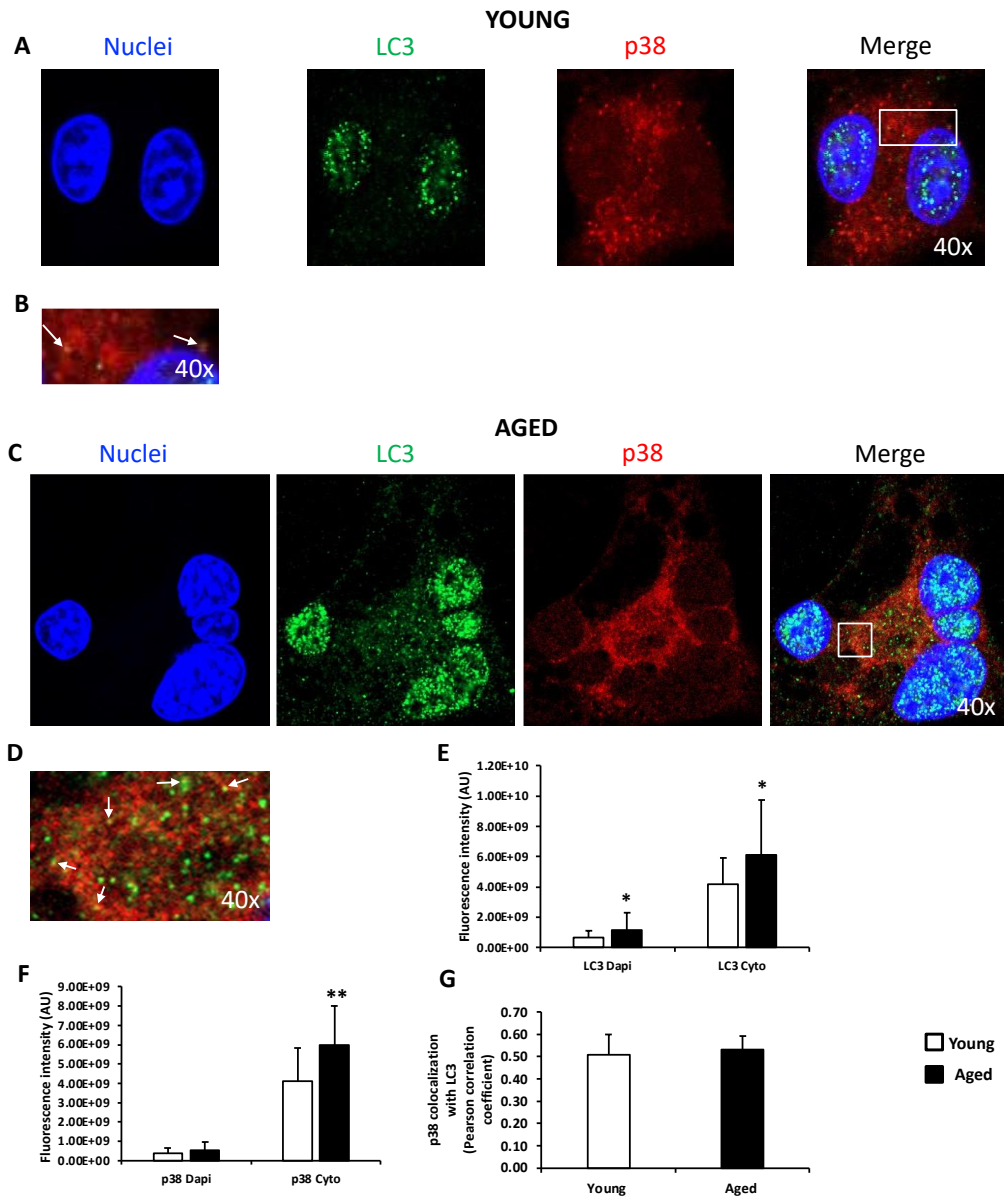 YOUNG
A
Nuclei
LC3
p38
Merge
40x
B
40x
AGED
C
Nuclei
LC3
p38
Merge
40x
D
40x
E
Fluorescence intensity (AU)
1.20E+10
1.00E+10
8.00E+09
6.00E+09
4.00E+09
2.00E+09
0.00E+00
*
*
LC3 Dapi
LC3 Cyto
F
Fluorescence intensity (AU)
9.00E+09
8.00E+09
7.00E+09
6.00E+09
5.00E+09
4.00E+09
3.00E+09
2.00E+09
1.00E+09
0.00E+00
**
p38 Dapi
p38 Cyto
G
p38 colocalization
with LC3
(Pearson correlation
coefficient)
0.70
0.60
0.50
0.40
0.30
0.20
0.10
0.00
Young
Aged
Young
Aged